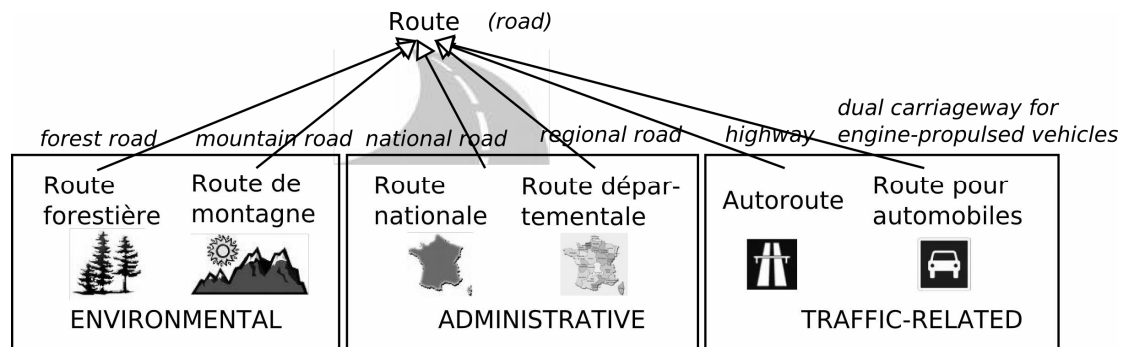 Route (road)
forest road
mountain road
national road
regional road
highway
dual carriageway for
engine-propulsed vehicles
Route
forestière
Route de
montagne
Route
nationale
Route dépar-
tementale
Autoroute
Route pour
automobiles
ENVIRONMENTAL
ADMINISTRATIVE
TRAFFIC-RELATED